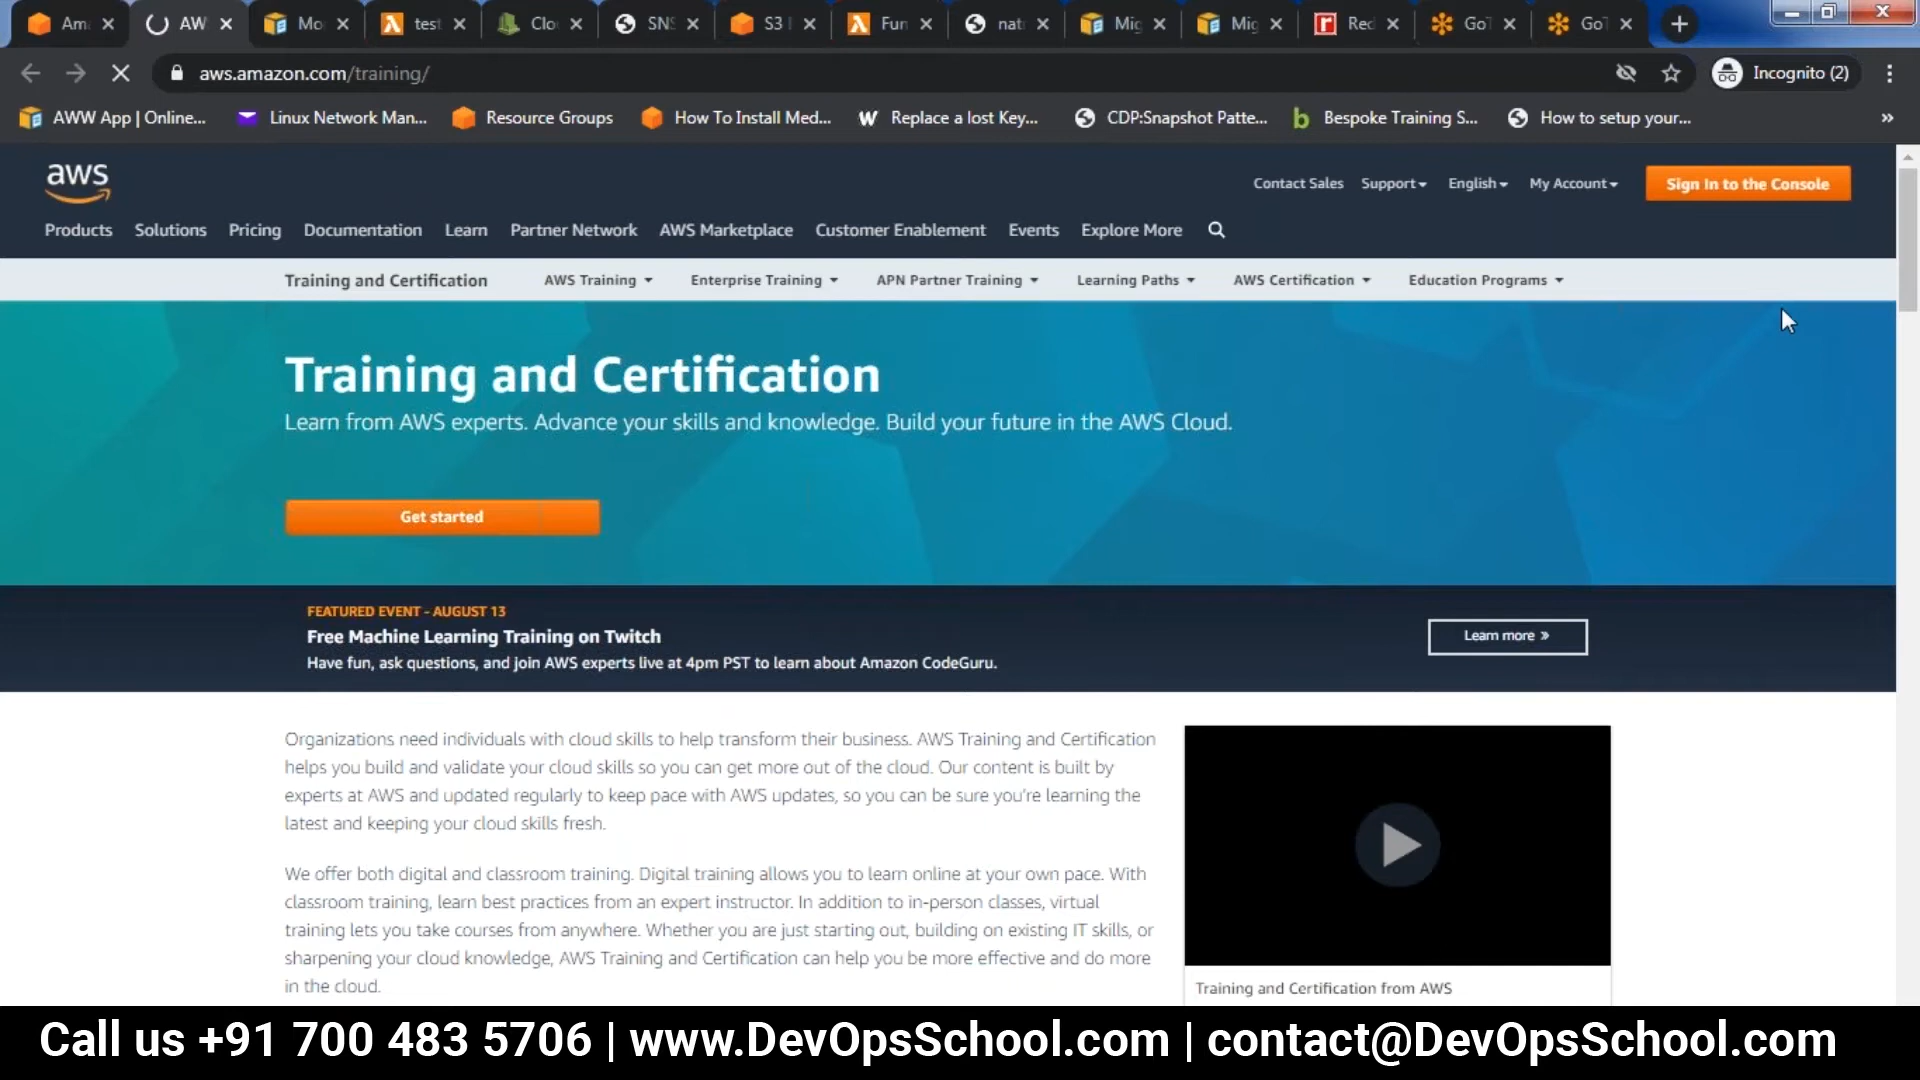 Am
AW
Mo
test
Clo
SNS
S3
Fun
nat
Mig
Mig
Red
GoT
GoT
aws.amazon.com/training/
Incognito (2)
AWW App | Online...
Linux Network Man...
Resource Groups
How To Install Med...
Replace a lost Key...
CDP:Snapshot Patte...
Bespoke Training S...
How to setup your...
»
aws
Contact Sales
Support
English
My Account
Sign In to the Console
Products
Solutions
Pricing
Documentation
Learn
Partner Network
AWS Marketplace
Customer Enablement
Events
Explore More
Training and Certification
AWS Training
Enterprise Training
APN Partner Training
Learning Paths
AWS Certification
Education Programs
Training and Certification
Learn from AWS experts. Advance your skills and knowledge. Build your future in the AWS Cloud.
Get started
FEATURED EVENT - AUGUST 13
Free Machine Learning Training on Twitch
Have fun, ask questions, and join AWS experts live at 4pm PST to learn about Amazon CodeGuru.
Learn more »
Organizations need individuals with cloud skills to help transform their business. AWS Training and Certification
helps you build and validate your cloud skills so you can get more out of the cloud. Our content is built by
experts at AWS and updated regularly to keep pace with AWS updates, so you can be sure you're learning the
latest and keeping your cloud skills fresh.
We offer both digital and classroom training. Digital training allows you to learn online at your own pace. With
classroom training, learn best practices from an expert instructor. In addition to in-person classes, virtual
training lets you take courses from anywhere. Whether you are just starting out, building on existing IT skills, or
sharpening your cloud knowledge, AWS Training and Certification can help you be more effective and do more
in the cloud.
Training and Certification from AWS
Call us +91 700 483 5706 | www.DevOpsSchool.com | contact@DevOpsSchool.com